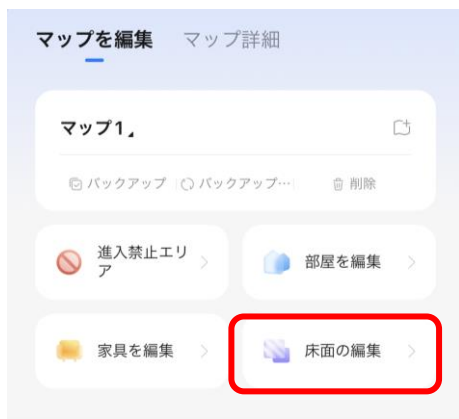 マップを編集 マップ詳細
マップ1
バックアップ バックアップ… 削除
進入禁止エリ
ア
部屋を編集
家具を編集
床面の編集